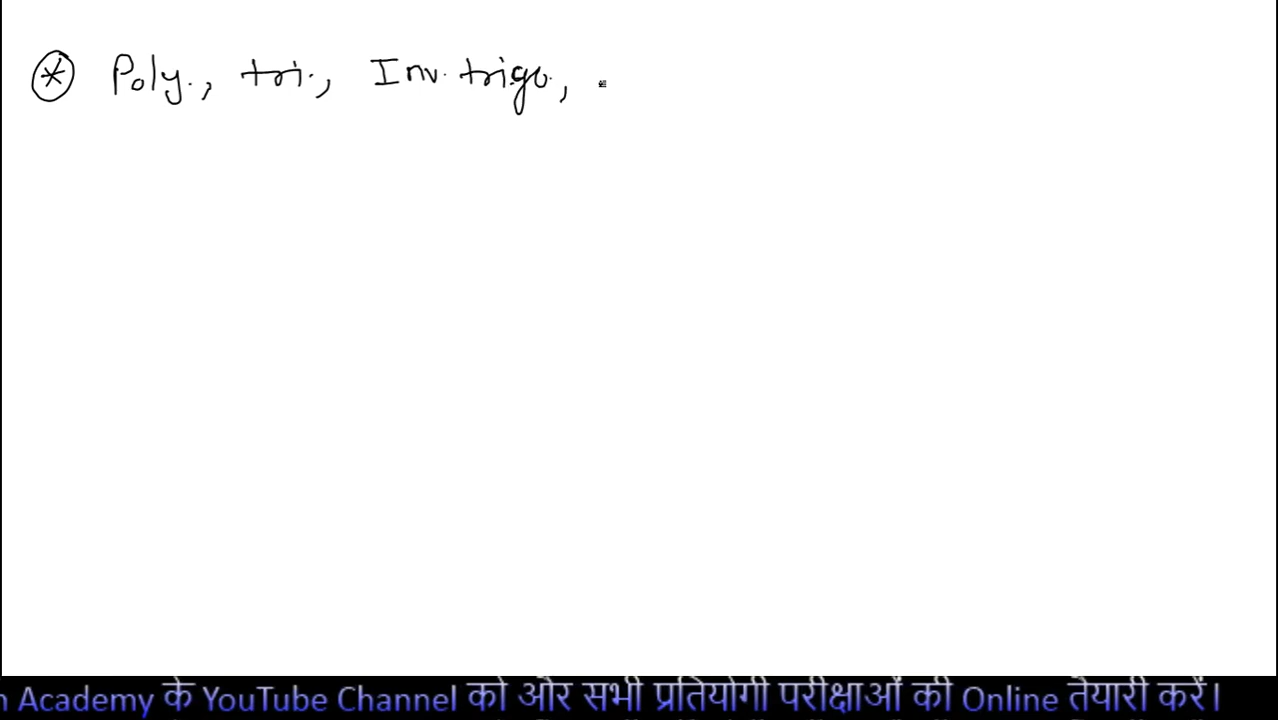 * Poly., tri., Inv. trigo,
n Academy के YouTube Channel को और सभी प्रतियोगी परीक्षाओं की Online तैयारी करें।